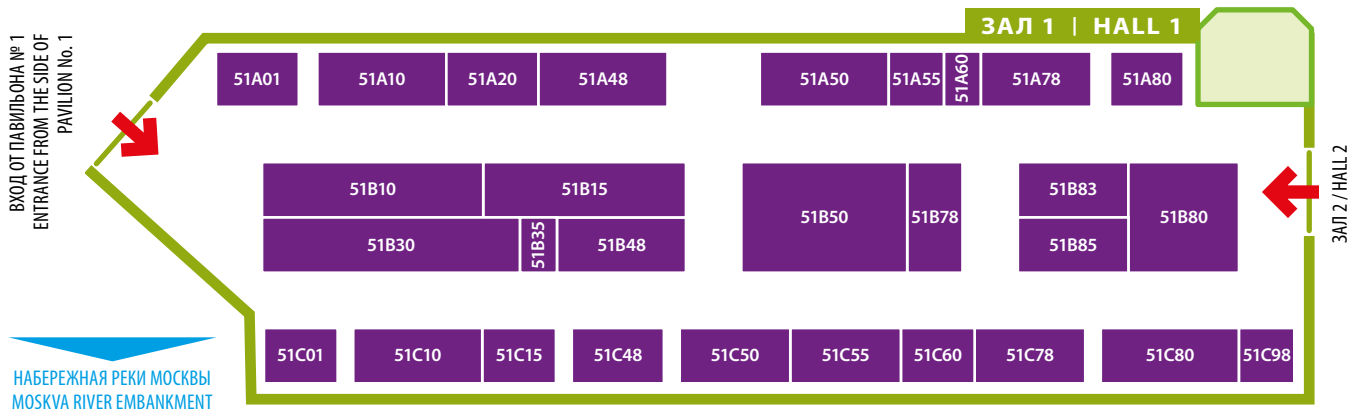 ЗАЛ 1 | HALL 1
ВХОД ОТ ПАВИЛЬОНА № 1
ENTRANCE FROM THE SIDE OF
PAVILION No. 1
51A01 51A10 51A20 51A48 51A50 51A55 51A60 51A78 51A80
51B10 51B15 51B50 51B78 51B83 51B80
51B30 51B35 51B48 51B85
ЗАЛ 2 / HALL 2
51C01 51C10 51C15 51C48 51C50 51C55 51C60 51C78 51C80 51C98
НАБЕРЕЖНАЯ РЕКИ МОСКВЫ
MOSKVA RIVER EMBANKMENT